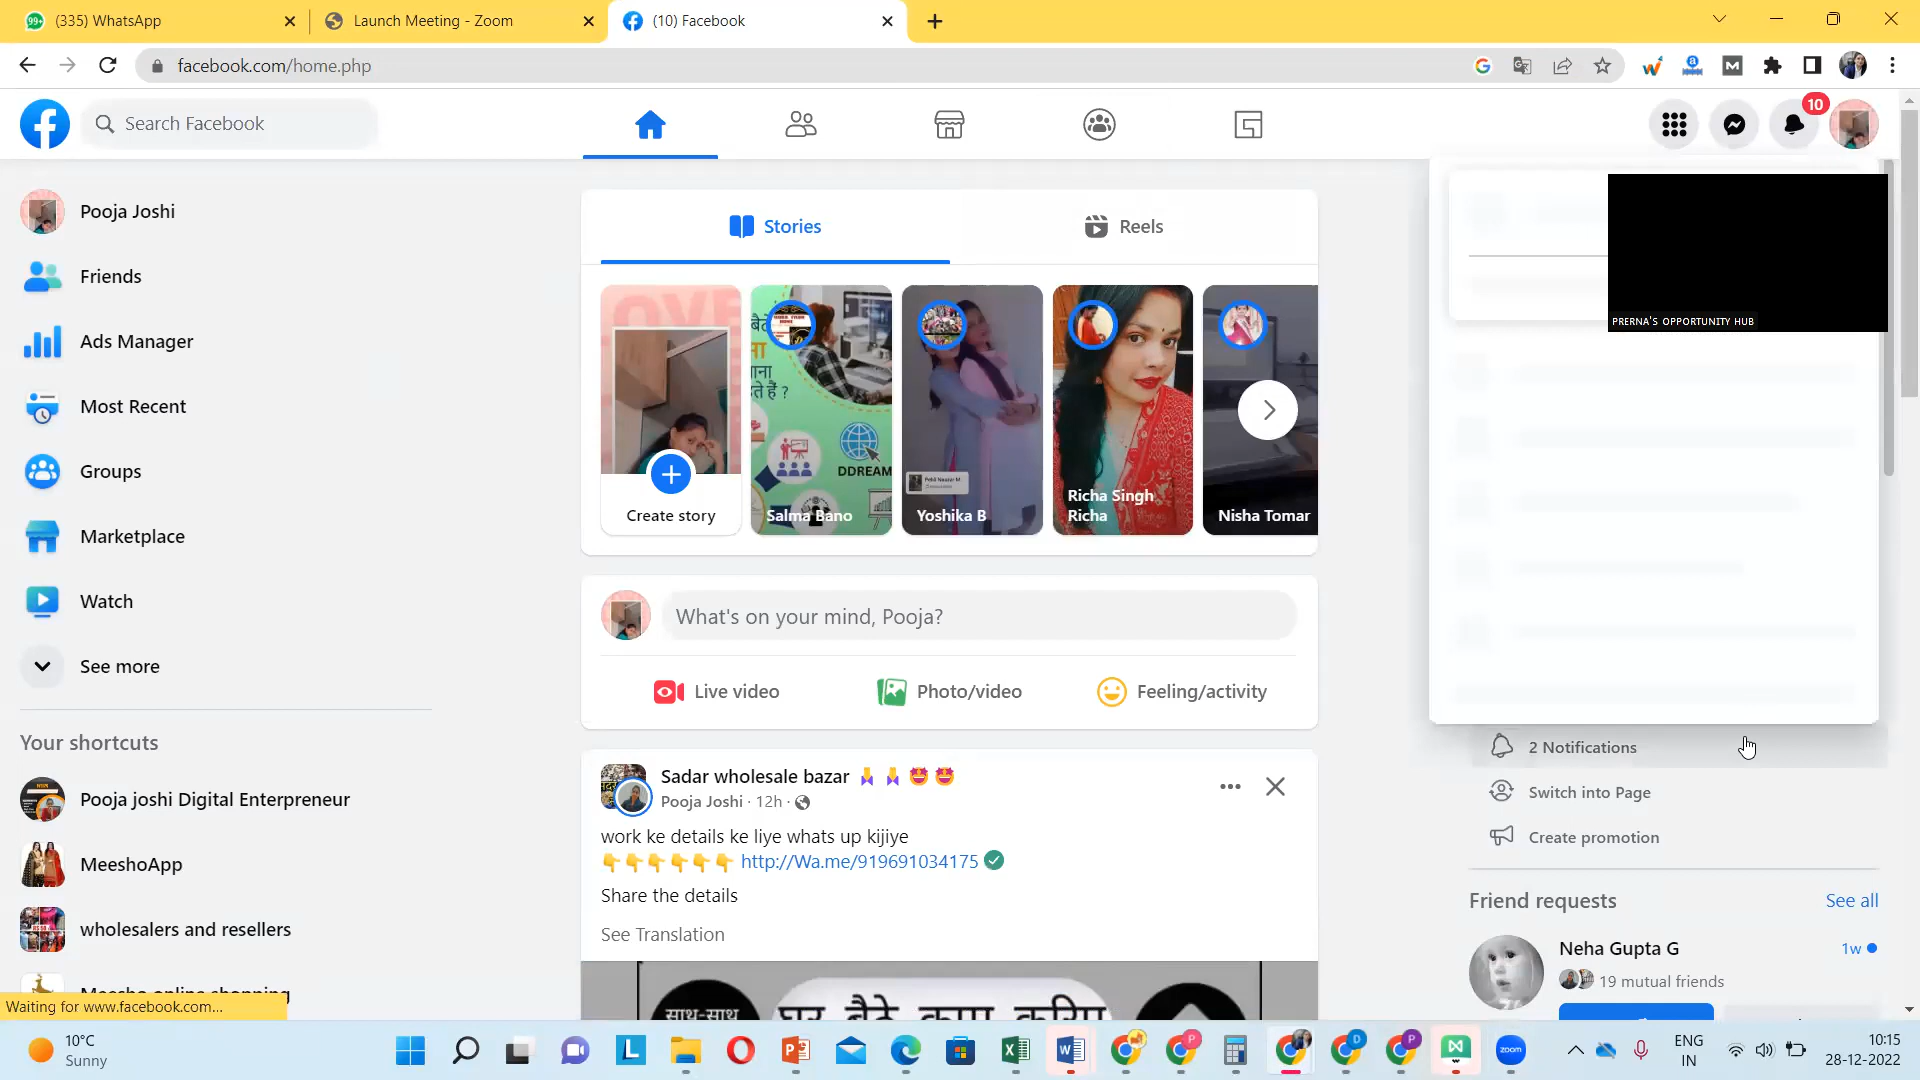 (335) WhatsApp
Launch Meeting - Zoom
(10) Facebook
facebook.com/home.php
Search Facebook
10
Pooja Joshi
Friends
Ads Manager
Most Recent
Groups
Marketplace
Watch
See more
Your shortcuts
Pooja joshi Digital Enterpreneur
MeeshoApp
wholesalers and resellers
Meesho online shopping
Waiting for www.facebook.com...
Stories
Reels
Create story
DDREAM
Salma Bano
Yoshika B
Richa Singh
Richa
Nisha Tomar
What's on your mind, Pooja?
Live video
Photo/video
Feeling/activity
Sadar wholesale bazar 🙏 🙏 🤩 🤩
Pooja Joshi · 12h ·
work ke details ke liye whats up kijiye
👇👇👇👇👇👇 http://Wa.me/919691034175
Share the details
See Translation
साथ-साथ
घर बैठे काम करिए
PRERNA'S OPPORTUNITY HUB
2 Notifications
Switch into Page
Create promotion
Friend requests
See all
Neha Gupta G
1w
19 mutual friends
10°C
Sunny
ENG
IN
10:15
28-12-2022